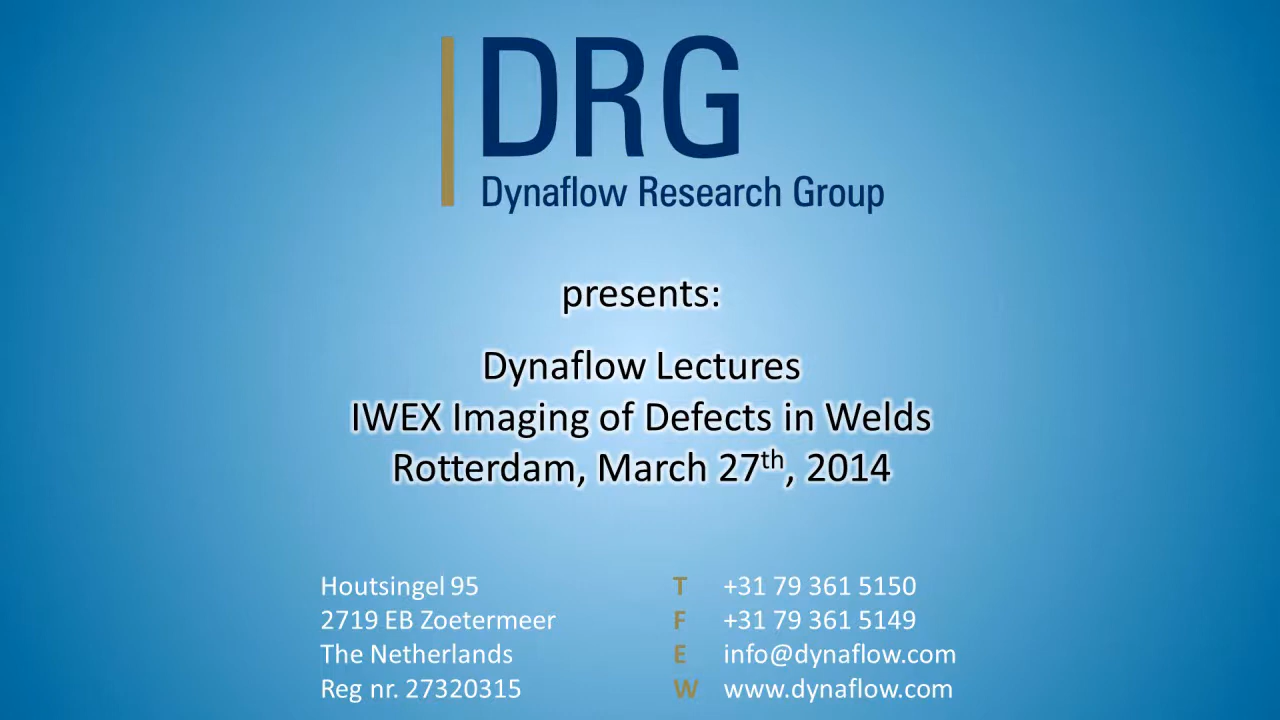 DRG
Dynaflow Research Group
presents:
Dynaflow Lectures
IWEX Imaging of Defects in Welds
Rotterdam, March 27th, 2014
Houtsingel 95
2719 EB Zoetermeer
The Netherlands
Reg nr. 27320315
T +31 79 361 5150
F +31 79 361 5149
E info@dynaflow.com
W www.dynaflow.com